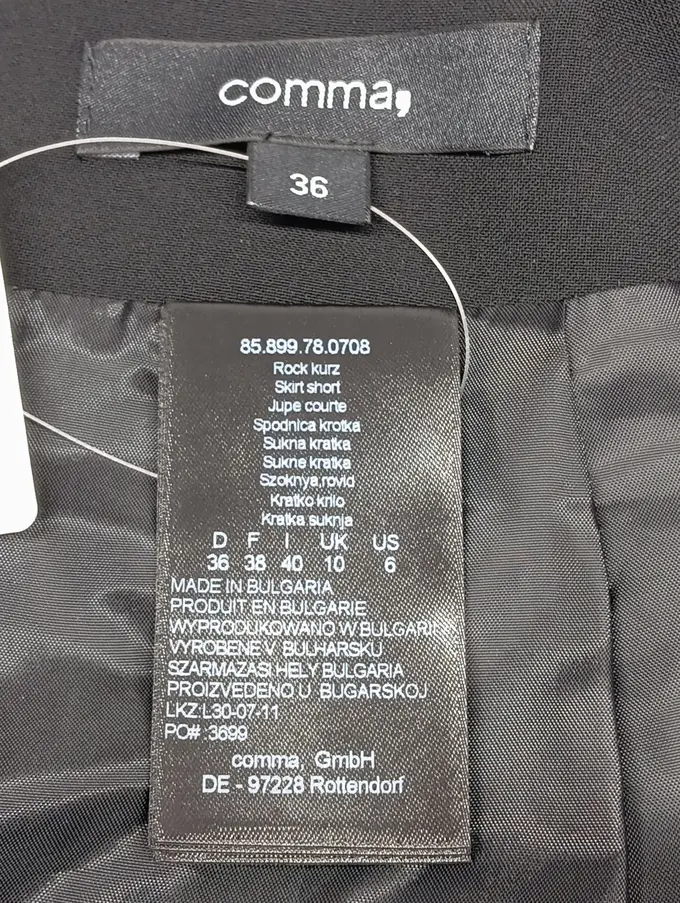 comma,
36
85.899.78.0708
Rock kurz
Skirt short
Jupe courte
Spodnica krotka
Sukna kratka
Sukne kratka
Szoknya,rovid
Kratko krilo
Kratka suknja
D F I UK US
36 38 40 10 6
MADE IN BULGARIA
PRODUIT EN BULGARIE
WYPRODUKOWANO W BULGARII
VYROBENE V BULHARSKU
SZARMAZASI HELY BULGARIA
PROIZVEDENO U BUGARSKOJ
LKZ:L30-07-11
PO# :3699
comma, GmbH
DE - 97228 Rottendorf